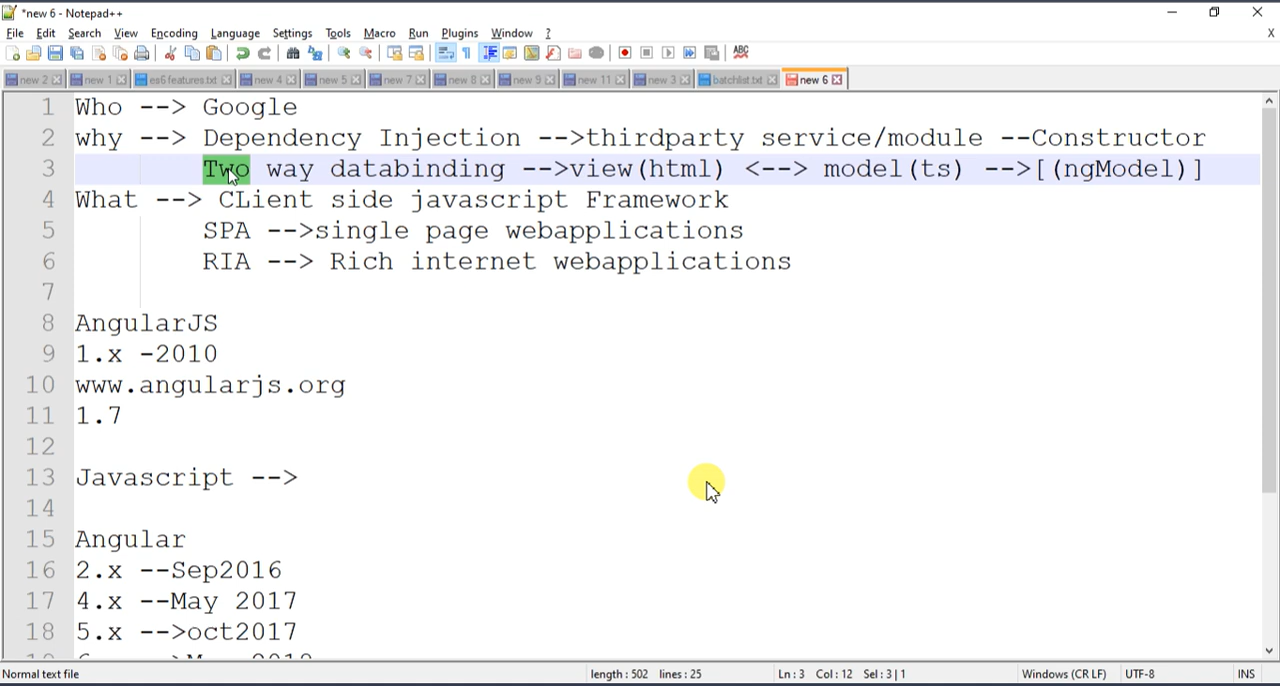 *new 6 - Notepad++
File Edit Search View Encoding Language Settings Tools Macro Run Plugins Window ? X
new 2 new 1 es6 features.txt new 4 new 5 new 7 new 8 new 9 new 11 new 3 batchlist.txt new 6
1 Who --> Google
2 why --> Dependency Injection -->thirdparty service/module --Constructor
3 Two way databinding -->view(html) <--> model(ts) -->[(ngModel)]
4 What --> CLient side javascript Framework
5 SPA -->single page webapplications
6 RIA --> Rich internet webapplications
7
8 AngularJS
9 1.x -2010
10 www.angularjs.org
11 1.7
12
13 Javascript -->
14
15 Angular
16 2.x --Sep2016
17 4.x --May 2017
18 5.x -->oct2017
Normal text file length : 502 lines : 25 Ln : 3 Col : 12 Sel : 3 | 1 Windows (CR LF) UTF-8 INS